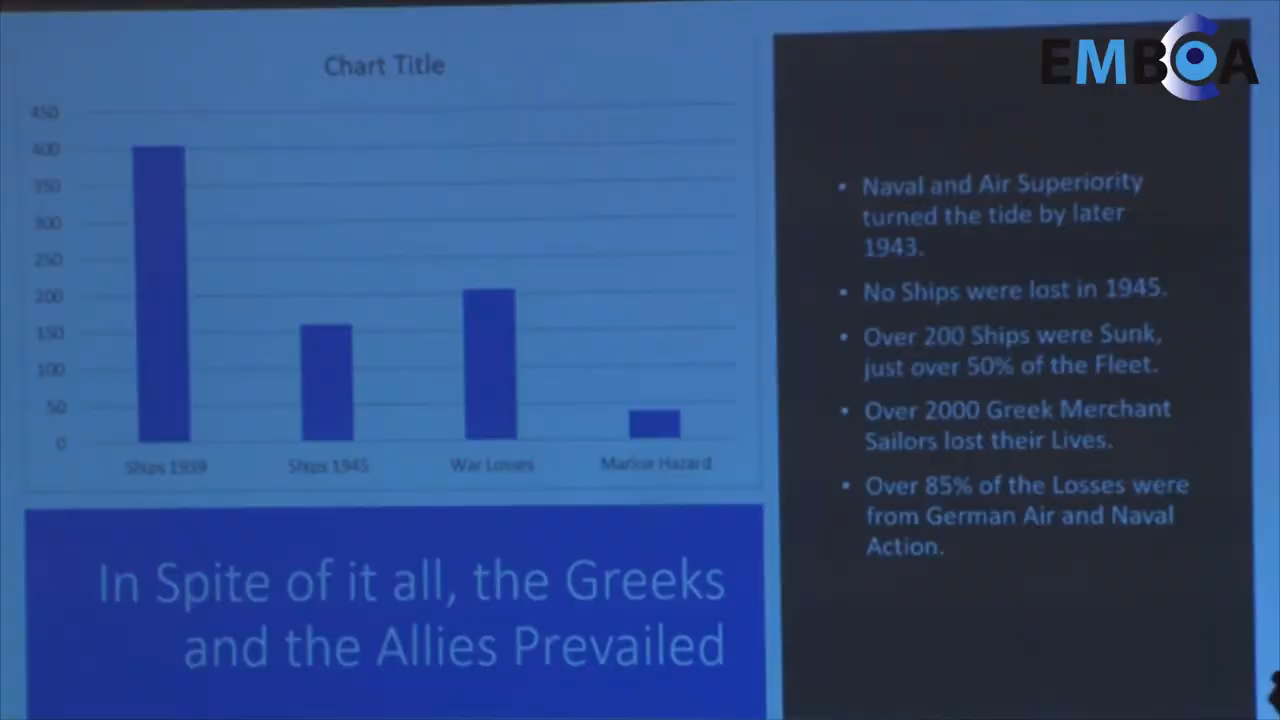 EMBCA
Chart Title
450
400
350
300
250
200
150
100
50
0
Ships 1939
Ships 1945
War Losses
Marine Hazard
In Spite of it all, the Greeks
and the Allies Prevailed
• Naval and Air Superiority
turned the tide by later
1943.
• No Ships were lost in 1945.
• Over 200 Ships were Sunk,
just over 50% of the Fleet.
• Over 2000 Greek Merchant
Sailors lost their Lives.
• Over 85% of the Losses were
from German Air and Naval
Action.